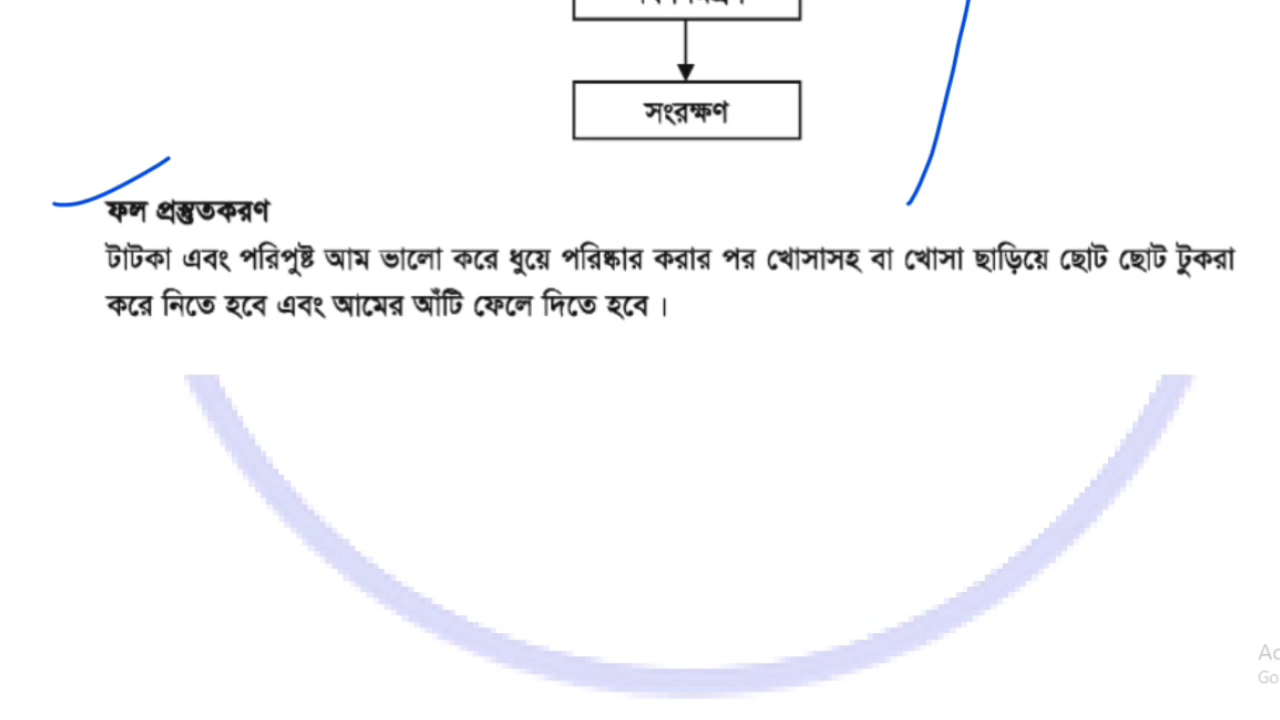 সংরক্ষণ
ফল প্রস্তুতকরণ
টাটকা এবং পরিপুষ্ট আম ভালো করে ধুয়ে পরিষ্কার করার পর খোসাসহ বা খোসা ছাড়িয়ে ছোট ছোট টুকরা
করে নিতে হবে এবং আমের আঁটি ফেলে দিতে হবে ।